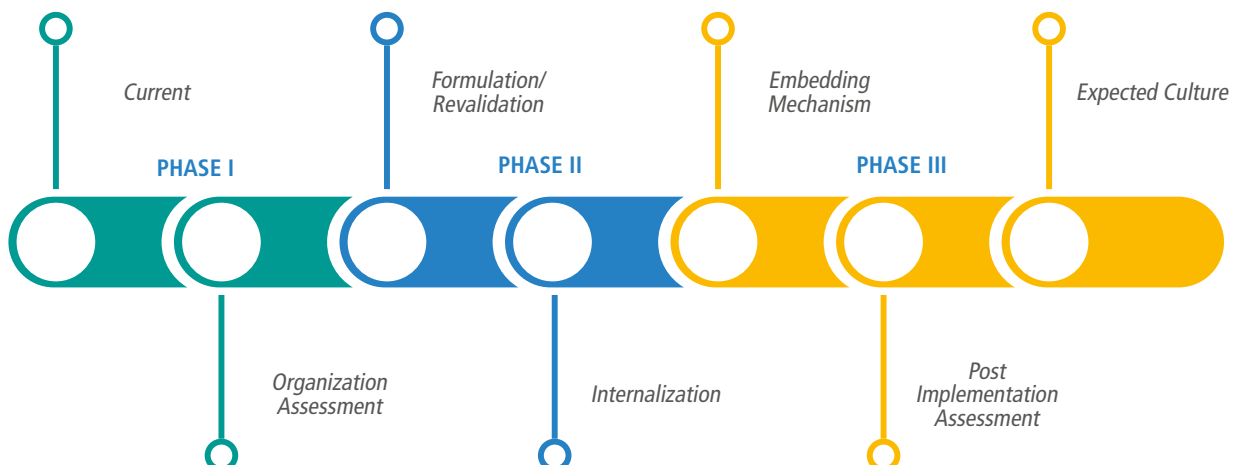 Current
Formulation/
Revalidation
Embedding
Mechanism
Expected Culture
PHASE I
PHASE II
PHASE III
Organization
Assessment
Internalization
Post
Implementation
Assessment